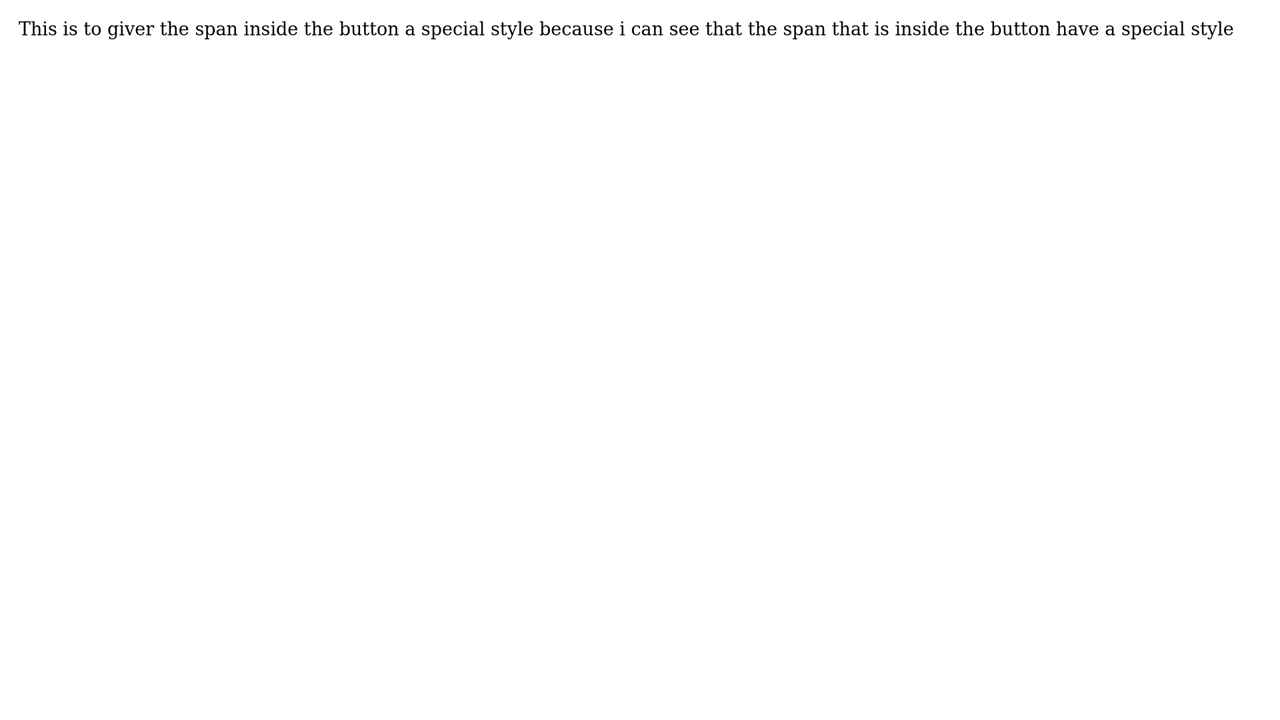 This is to giver the span inside the button a special style because i can see that the span that is inside the button have a special style